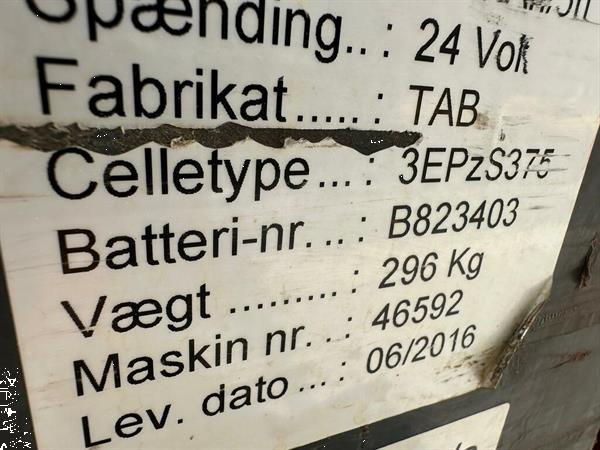 Spænding..: 24 Volt
Fabrikat.....: TAB
Celletype...: 3EPzS375
Batteri-nr. ..: B823403
Vægt .........: 296 Kg
Maskin nr. ..: 46592
Lev. dato ...: 06/2016